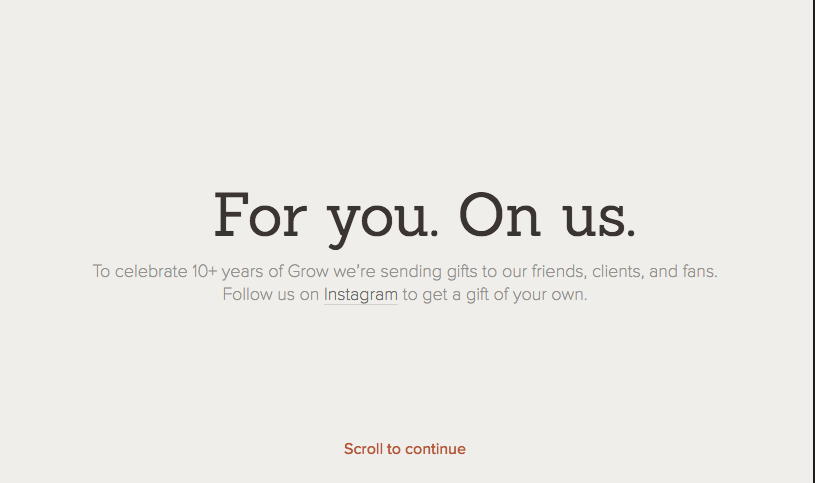 For you. On us.
To celebrate 10+ years of Grow we're sending gifts to our friends, clients, and fans.
Follow us on Instagram to get a gift of your own.
Scroll to continue